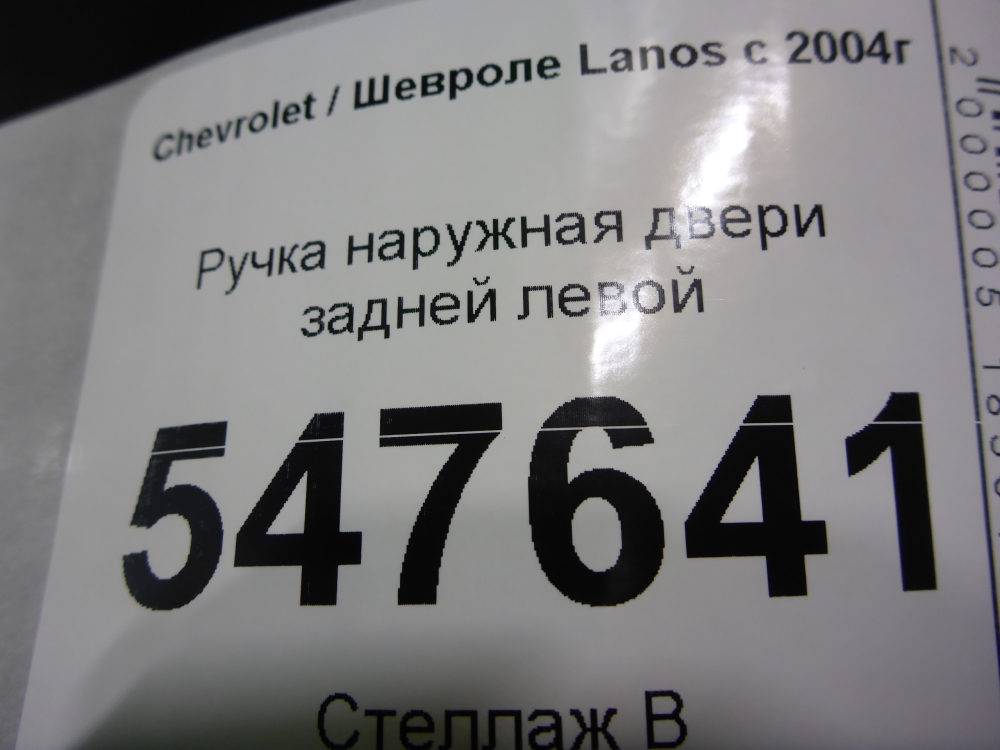 Chevrolet / Шевроле Lanos с 2004г
Ручка наружная двери
задней левой
547641
Стеллаж В